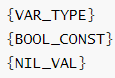 {VAR_TYPE}
{BOOL_CONST}
{NIL_VAL}